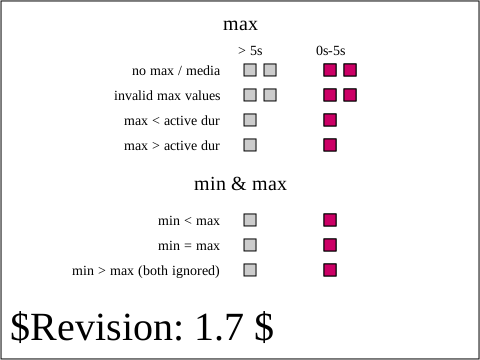 max
> 5s 0s-5s
no max / media
invalid max values
max < active dur
max > active dur
min & max
min < max
min = max
min > max (both ignored)
$Revision: 1.7 $